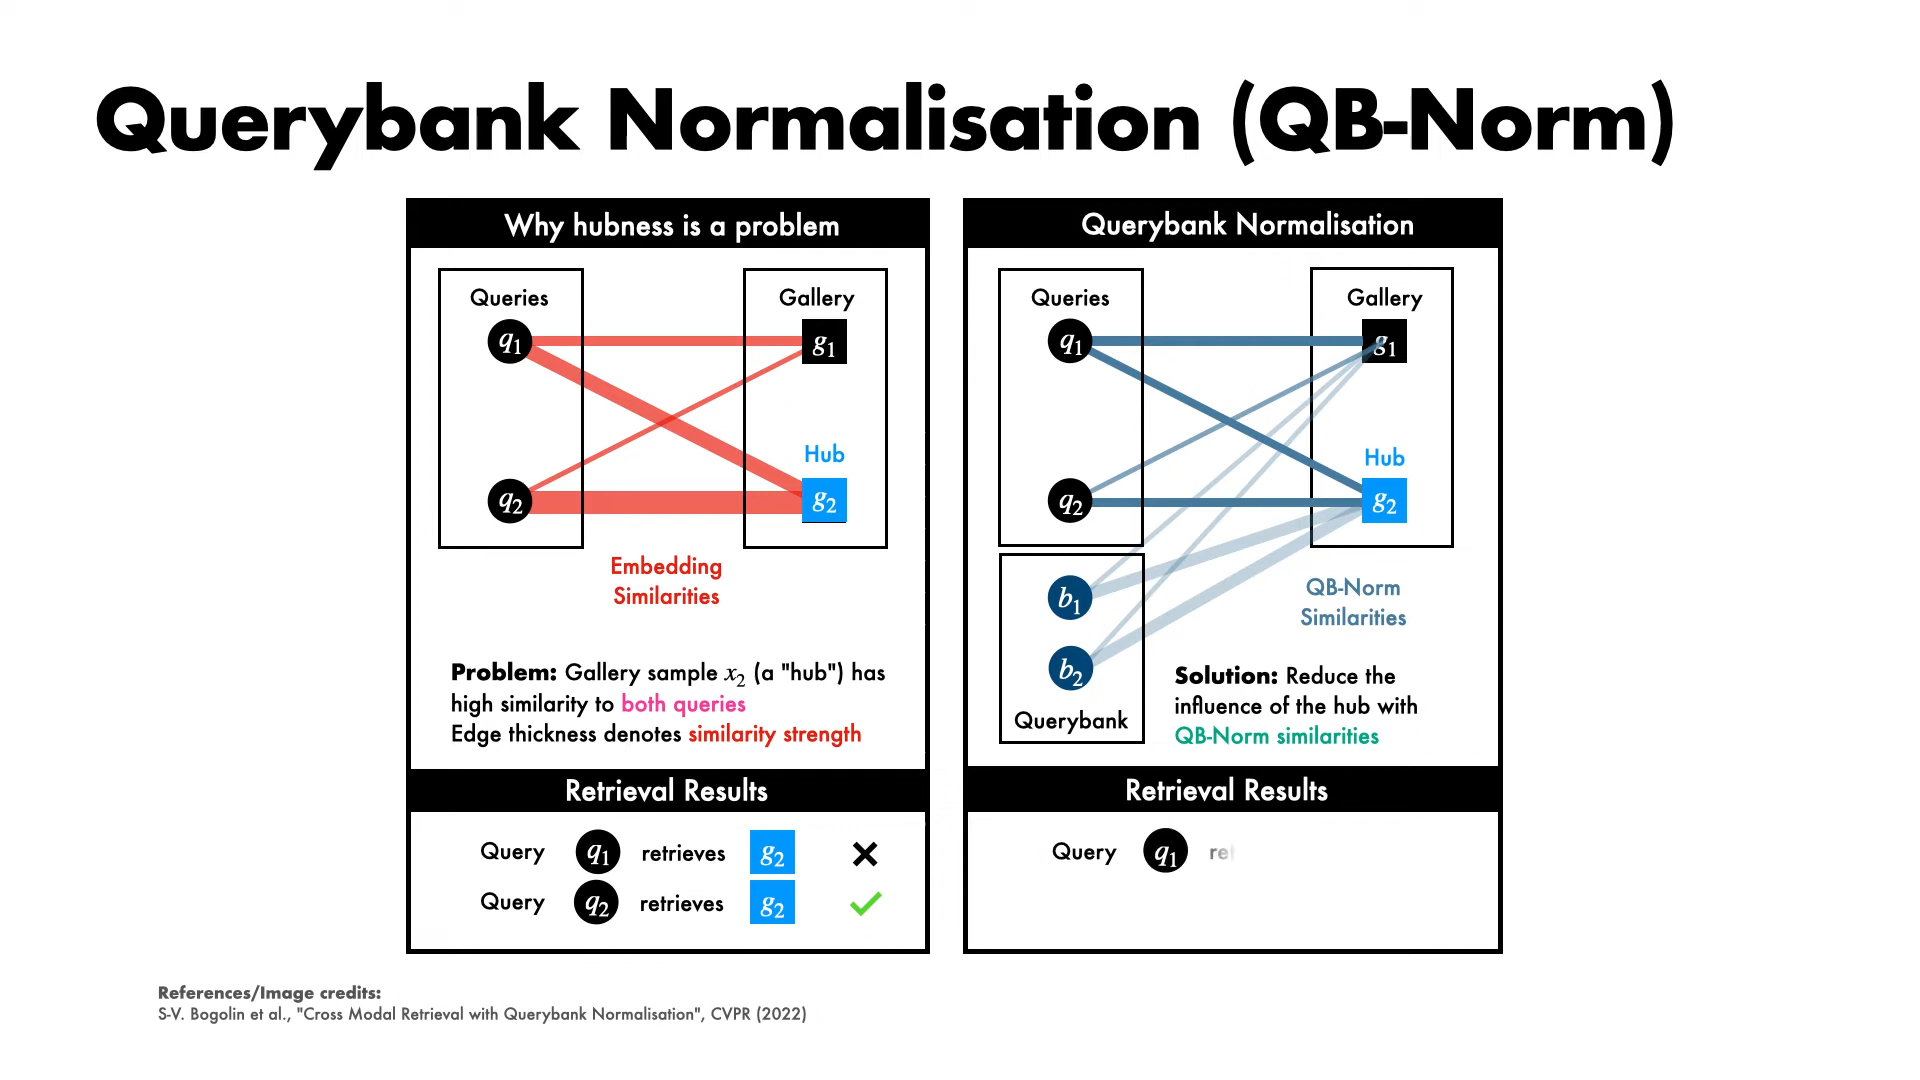 Querybank Normalisation (QB-Norm)
Why hubness is a problem
Queries
Gallery
q1
g1
Hub
q2
g2
Embedding
Similarities
Problem: Gallery sample x2 (a "hub") has
high similarity to both queries
Edge thickness denotes similarity strength
Retrieval Results
Query q1 retrieves g2
Query q2 retrieves g2
Querybank Normalisation
Queries
Gallery
q1
g1
Hub
q2
g2
b1
QB-Norm
Similarities
b2
Querybank
Solution: Reduce the
influence of the hub with
QB-Norm similarities
Retrieval Results
Query q1
References/Image credits:
S-V. Bogolin et al., "Cross Modal Retrieval with Querybank Normalisation", CVPR (2022)